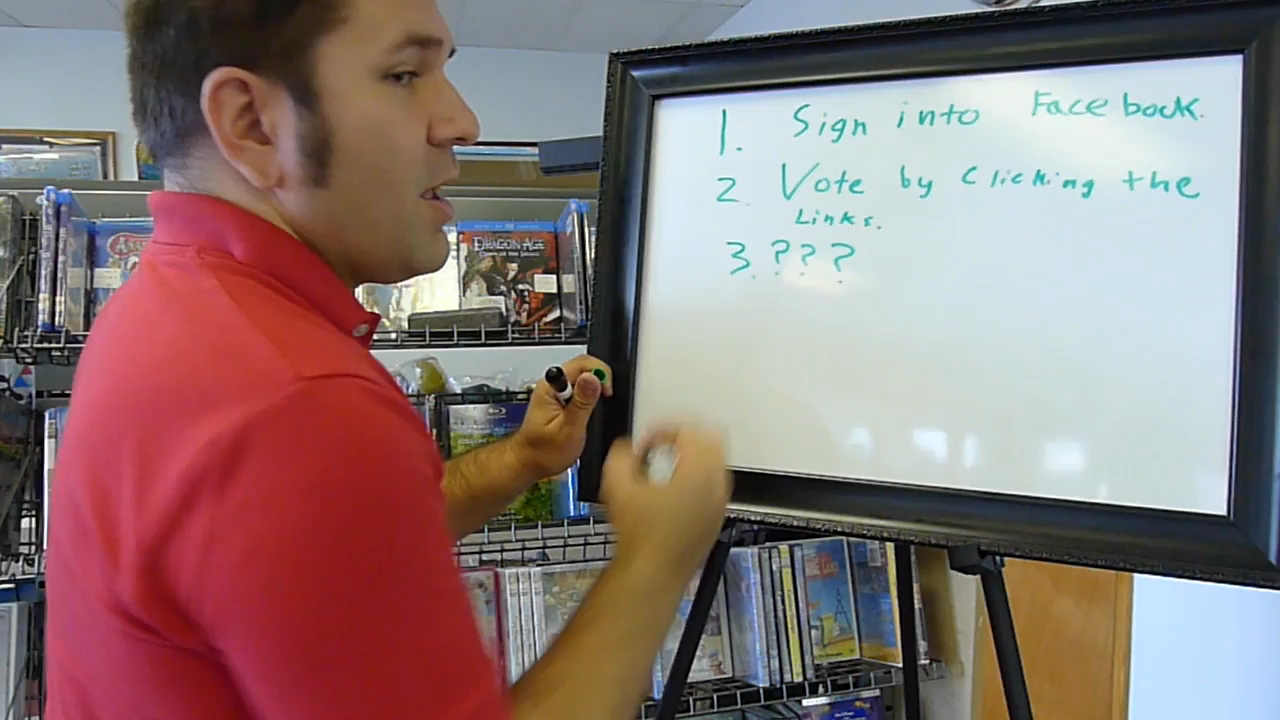 1. Sign into Facebook.
2. Vote by Clicking the
Links.
3. ? ? ?
DRAGON AGE